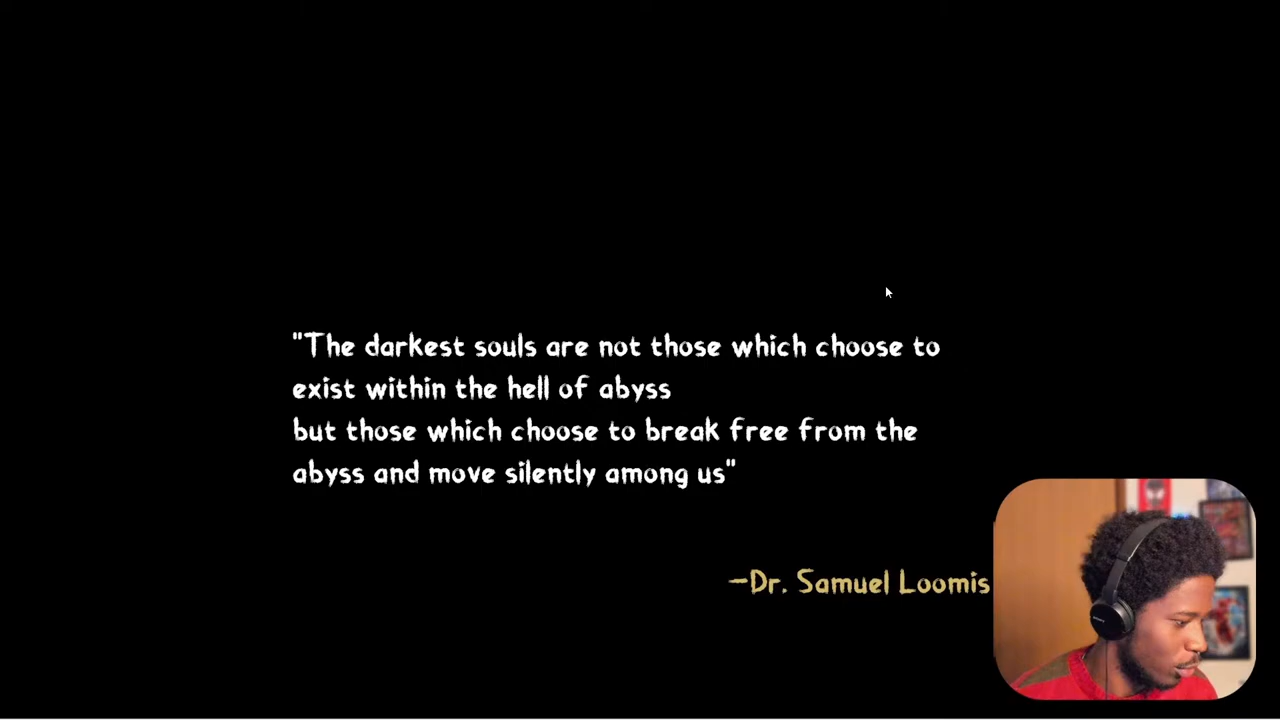 "The darkest souls are not those which choose to
exist within the hell of abyss
but those which choose to break free from the
abyss and move silently among us"
—Dr. Samuel Loomis